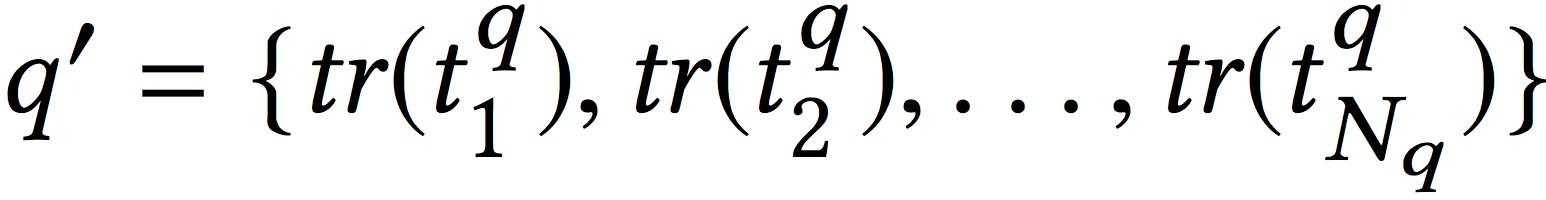 q′ = {tr(t_1^q), tr(t_2^q), . . . , tr(t_{N_q}^q)}